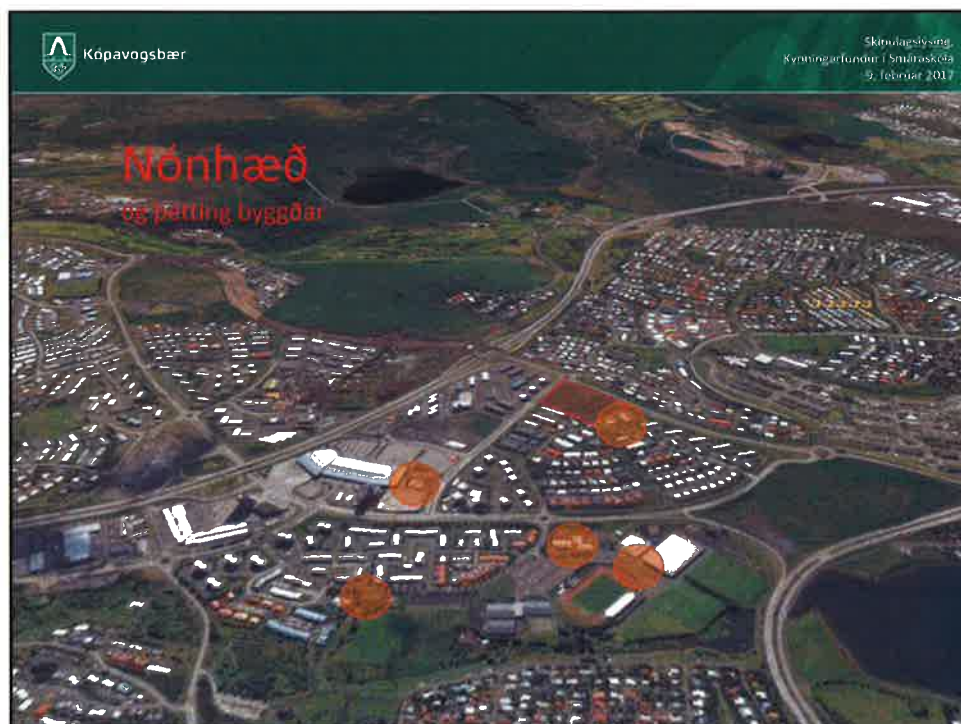 Kópavogsbær
Skipulagslýsing,
Kynningarfundur í Smáraskóla
9. febrúar 2017
Nónhæð
og þétting byggðar